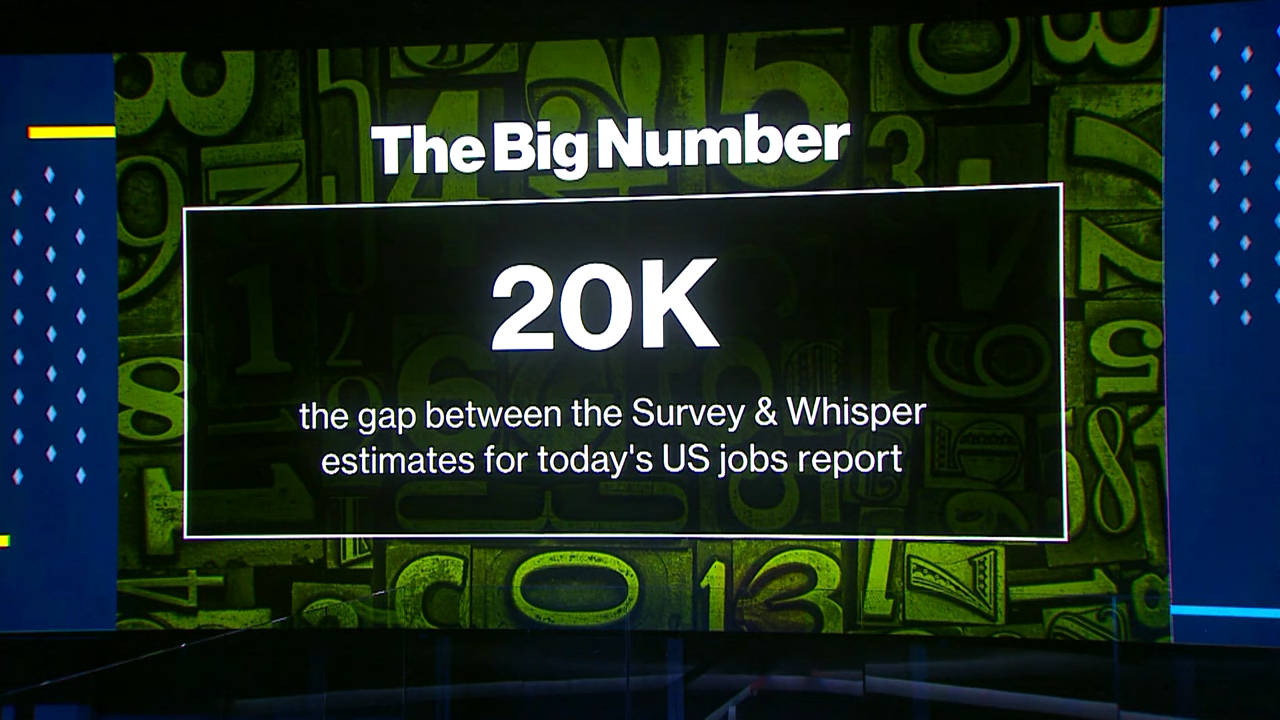 The Big Number
20K
the gap between the Survey & Whisper
estimates for today's US jobs report